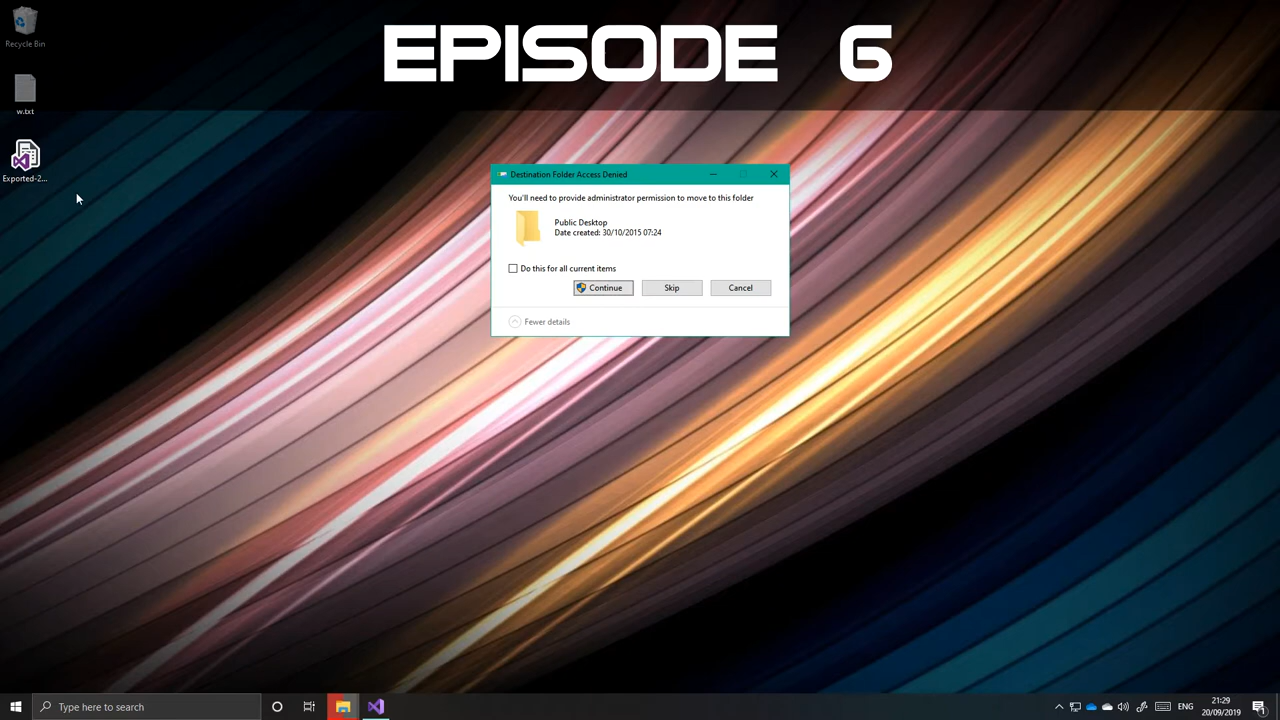 EPISODE 6
Recycle Bin
w.txt
Exported-2...
Destination Folder Access Denied
You'll need to provide administrator permission to move to this folder
Public Desktop
Date created: 30/10/2015 07:24
Do this for all current items
Continue
Skip
Cancel
Fewer details
Type here to search
ENG
21:29
20/09/2019
1